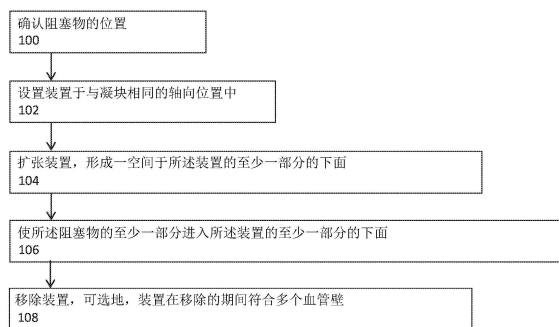 确认阻塞物的位置
100
设置装置于与凝块相同的轴向位置中
102
扩张装置，形成一空间于所述装置的至少一部分的下面
104
使所述阻塞物的至少一部分进入所述装置的至少一部分的下面
106
移除装置，可选地，装置在移除的期间符合多个血管壁
108